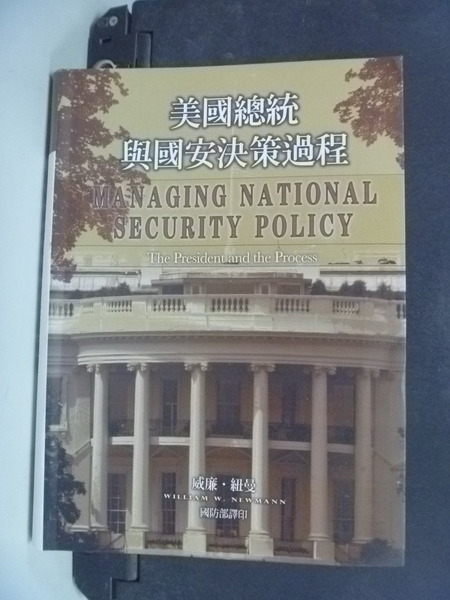 美國總統
與國安決策過程
MANAGING NATIONAL
SECURITY POLICY
The President and the Process
威廉·紐曼
WILLIAM W. NEWMANN
國防部譯印